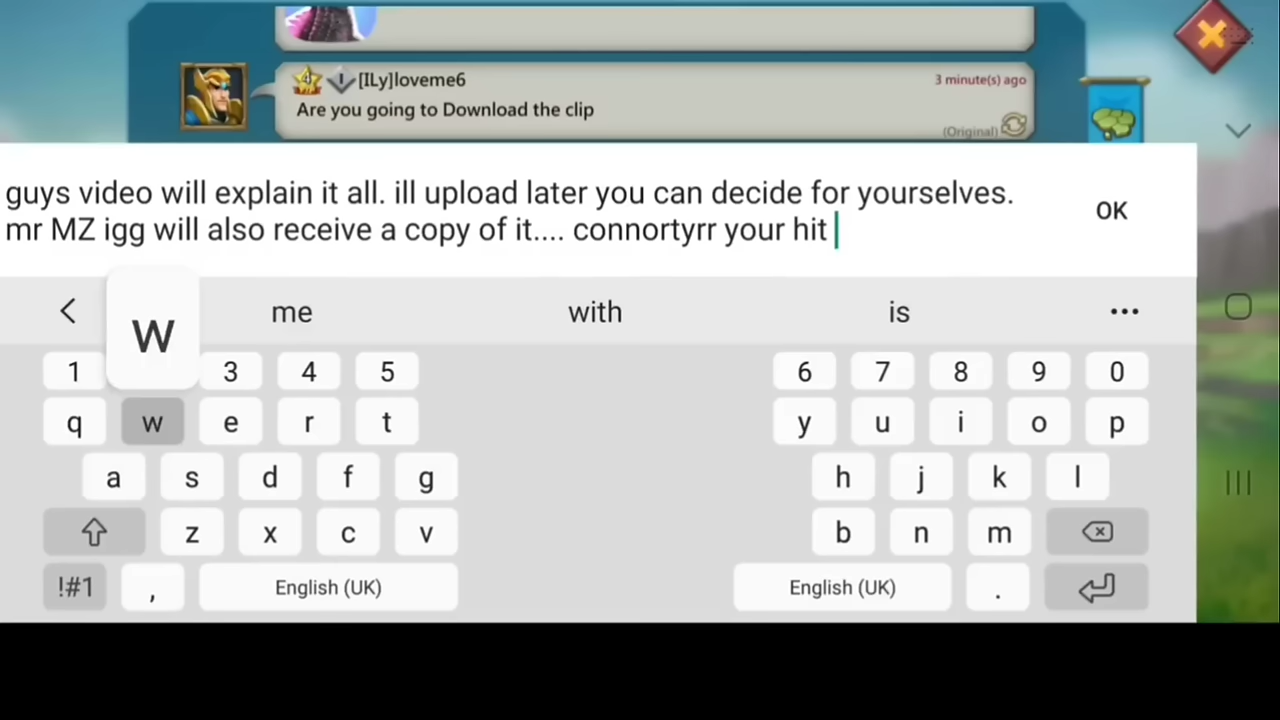 4 [ILy]loveme6
3 minute(s) ago
Are you going to Download the clip
(Original)
guys video will explain it all. ill upload later you can decide for yourselves.
mr MZ igg will also receive a copy of it.... connortyrr your hit
OK
w
me with is
1 3 4 5 6 7 8 9 0
q w e r t y u i o p
a s d f g h j k l
z x c v b n m
!#1 , English (UK) English (UK) .